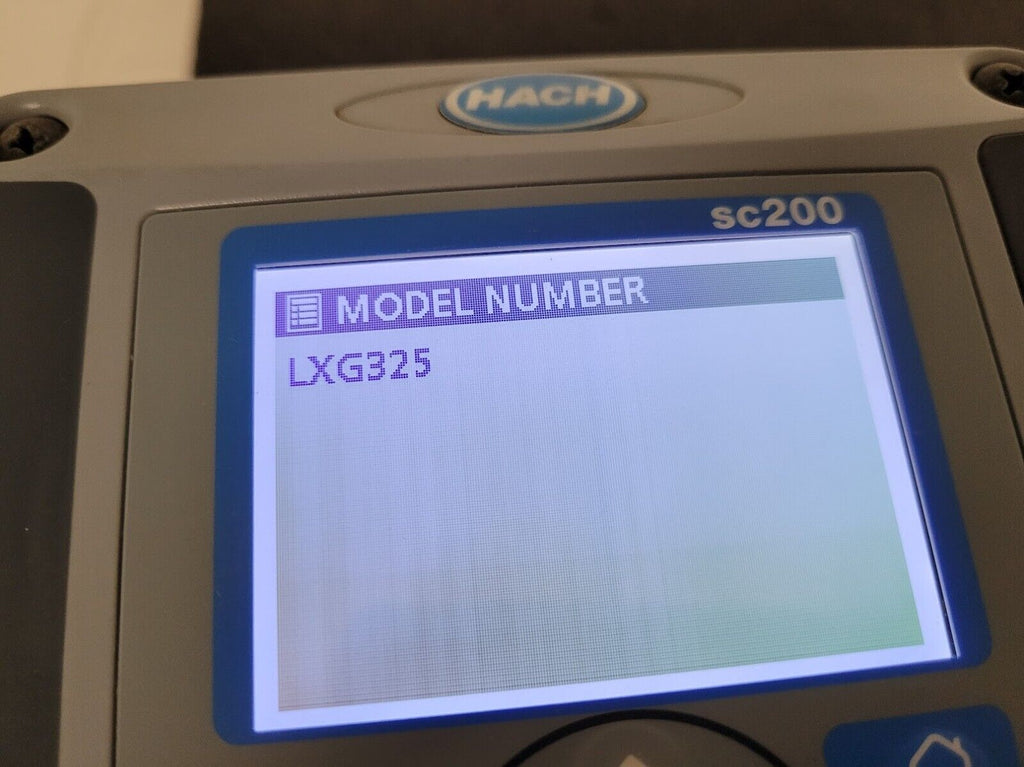 HACH
sc200
MODEL NUMBER
LXG325